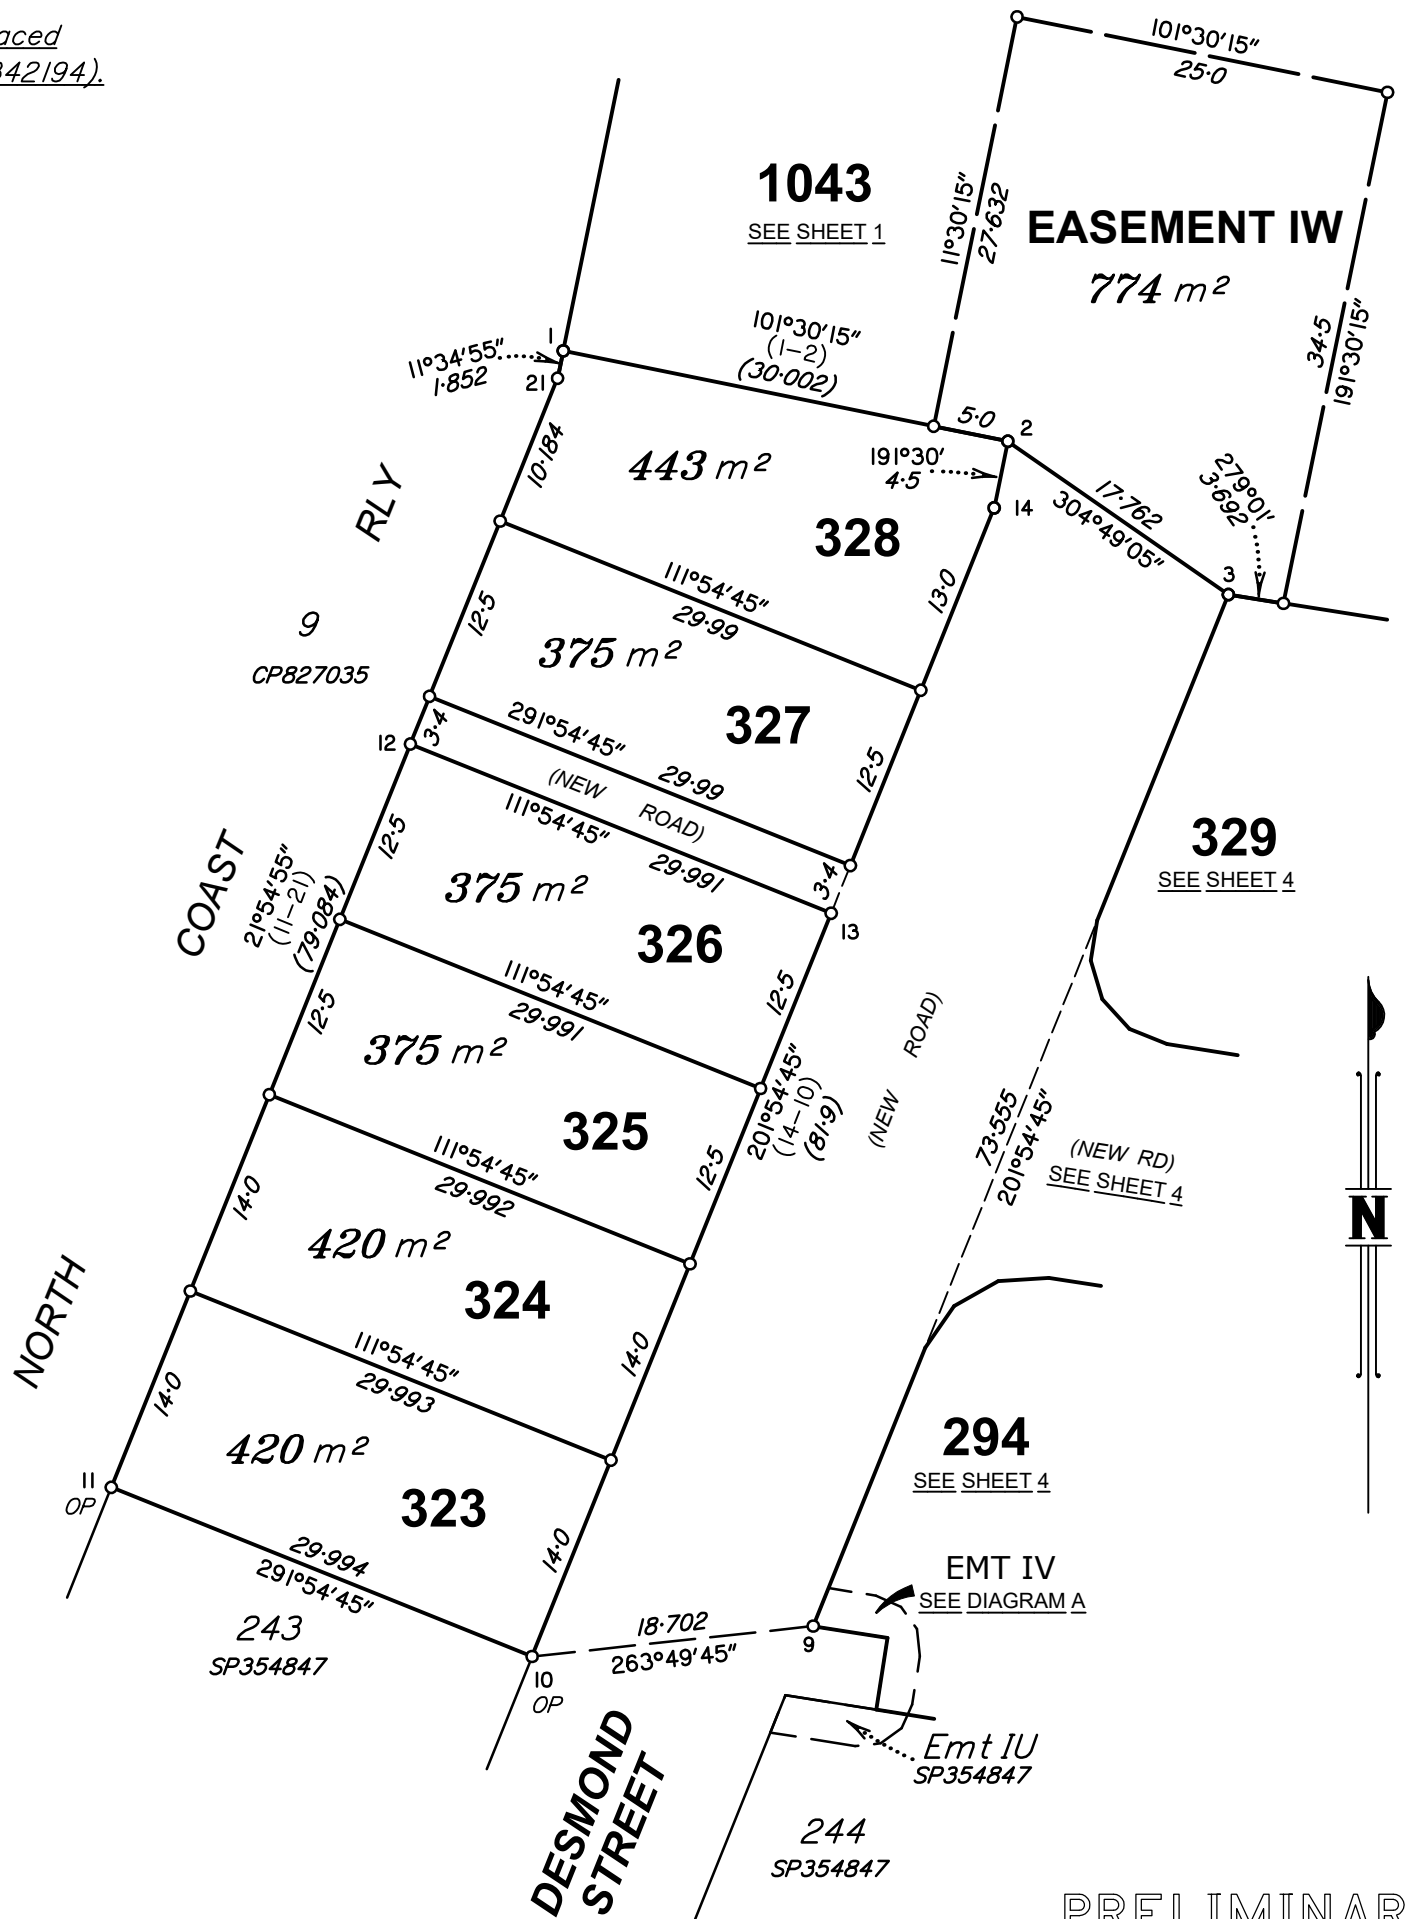 aced
342194).
101°30′15″
25·0
1043
SEE SHEET 1
11°30′15″
27·632
EASEMENT IW
774 m²
34·5
191°30′15″
1
11°34′55″
1·852
21
101°30′15″
(1–2)
(30·002)
5·0
2
191°30′
4·5
14
17·762
304°49′05″
279°01′
3·692
3
10·184
443 m²
328
13·0
RLY
111°54′45″
29·99
12·5
375 m²
327
12·5
9
CP827035
291°54′45″
29·99
3·4
12
(NEW ROAD)
3·4
13
111°54′45″
29·991
12·5
375 m²
326
12·5
329
SEE SHEET 4
COAST
21°54′55″
(11–21)
(79·084)
111°54′45″
29·991
12·5
375 m²
325
12·5
201°54′45″
(14–10)
(81·9)
(NEW ROAD)
73·555
201°54′45″
(NEW RD)
SEE SHEET 4
N
111°54′45″
29·992
14·0
420 m²
324
14·0
NORTH
111°54′45″
29·993
14·0
420 m²
323
14·0
294
SEE SHEET 4
11
OP
29·994
291°54′45″
243
SP354847
EMT IV
SEE DIAGRAM A
18·702
263°49′45″
9
10
OP
DESMOND
STREET
Emt IU
SP354847
244
SP354847
PRELIMINAR